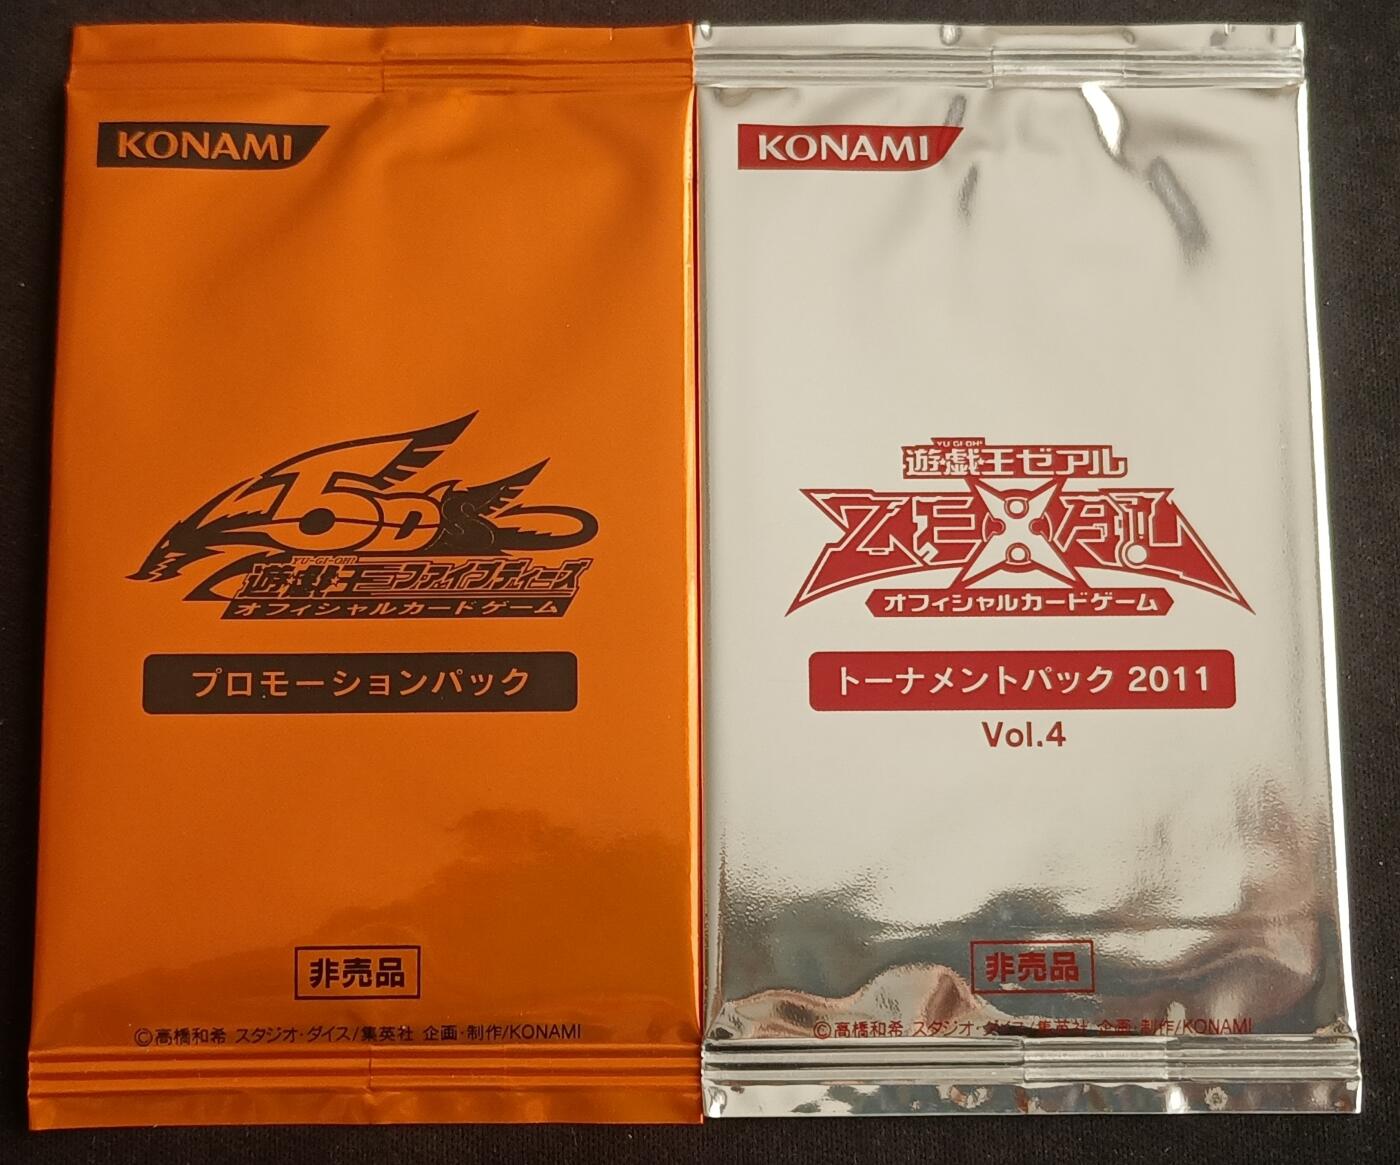 KONAMI
5D's
YU-GI-OH!
遊戯王ファイブディーズ
オフィシャルカードゲーム
プロモーションパック
非売品
©高橋和希 スタジオ・ダイス/集英社 企画・制作/KONAMI
KONAMI
YU-GI-OH!
遊戯王ゼアル
ZEXAL
オフィシャルカードゲーム
トーナメントパック 2011
Vol.4
非売品
©高橋和希 スタジオ・ダイス/集英社 企画・制作/KONAMI